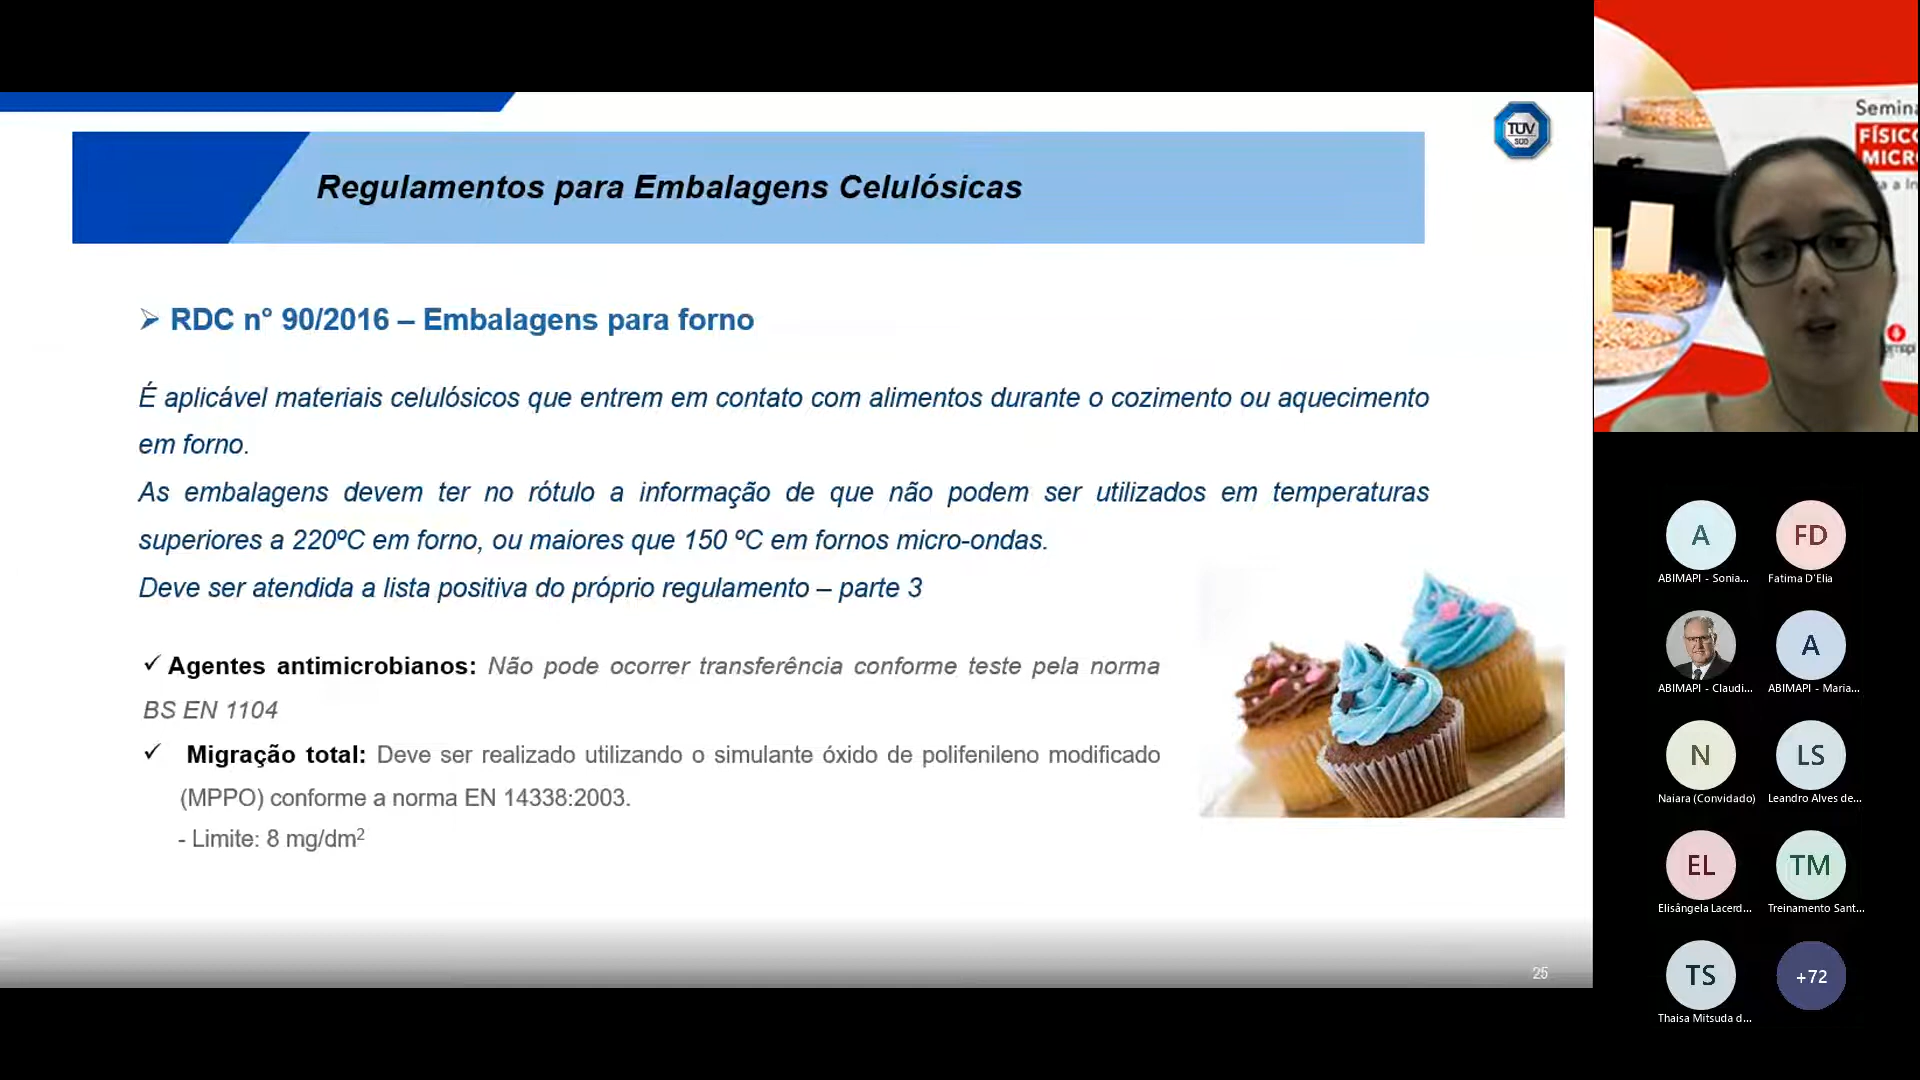 TÜV
SÜD
Regulamentos para Embalagens Celulósicas
➢ RDC n° 90/2016 – Embalagens para forno
É aplicável materiais celulósicos que entrem em contato com alimentos durante o cozimento ou aquecimento
em forno.
As embalagens devem ter no rótulo a informação de que não podem ser utilizados em temperaturas
superiores a 220ºC em forno, ou maiores que 150 ºC em fornos micro-ondas.
Deve ser atendida a lista positiva do próprio regulamento – parte 3
✓ Agentes antimicrobianos: Não pode ocorrer transferência conforme teste pela norma
BS EN 1104
✓ Migração total: Deve ser realizado utilizando o simulante óxido de polifenileno modificado
(MPPO) conforme a norma EN 14338:2003.
- Limite: 8 mg/dm²
25
Semina
FÍSIC
MICR
a a In
A
ABIMAPI - Sonia...
FD
Fatima D'Elia
ABIMAPI - Claudi...
A
ABIMAPI - Maria...
N
Naiara (Convidado)
LS
Leandro Alves de...
EL
Elisângela Lacerd...
TM
Treinamento Sant...
TS
Thaisa Mitsuda d...
+72